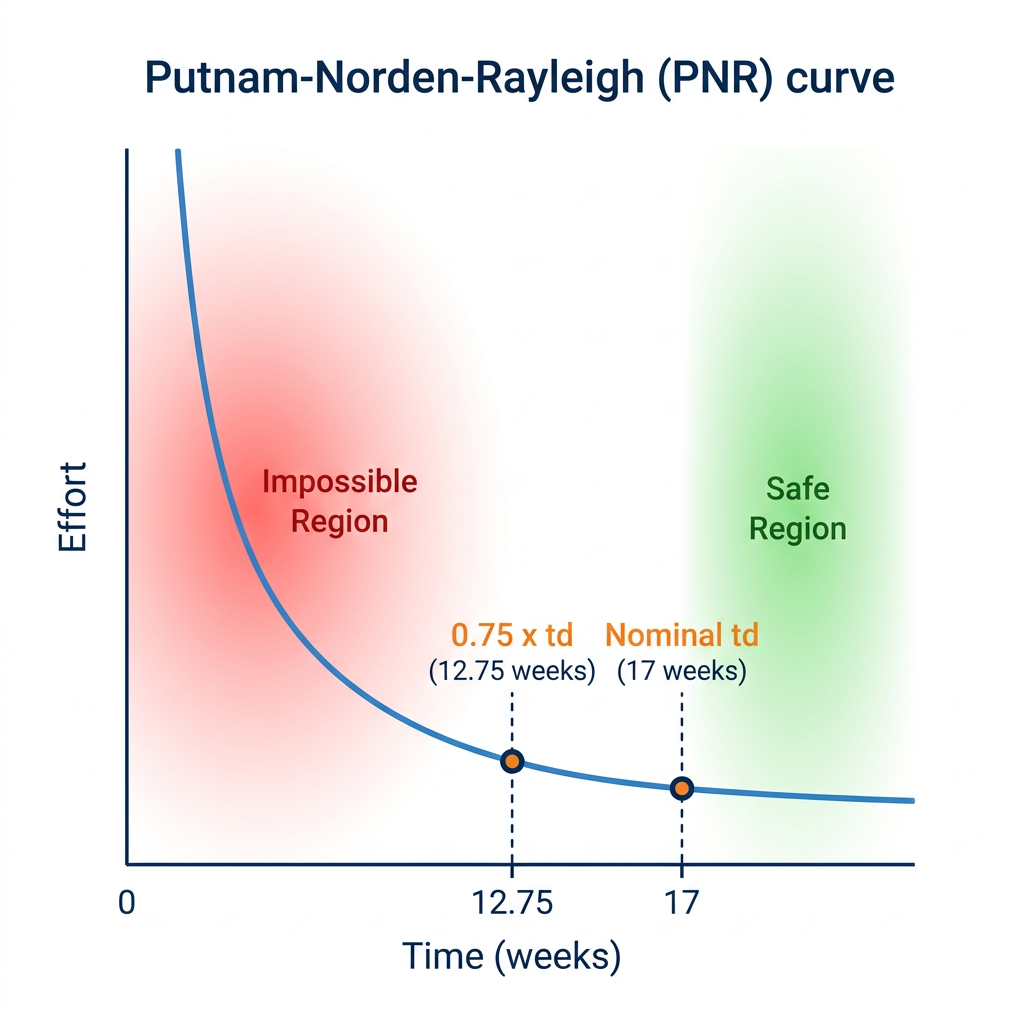 Putnam-Norden-Rayleigh (PNR) curve
Effort
Impossible
Region
Safe
Region
0.75 x td
(12.75 weeks)
Nominal td
(17 weeks)
0
12.75
17
Time (weeks)